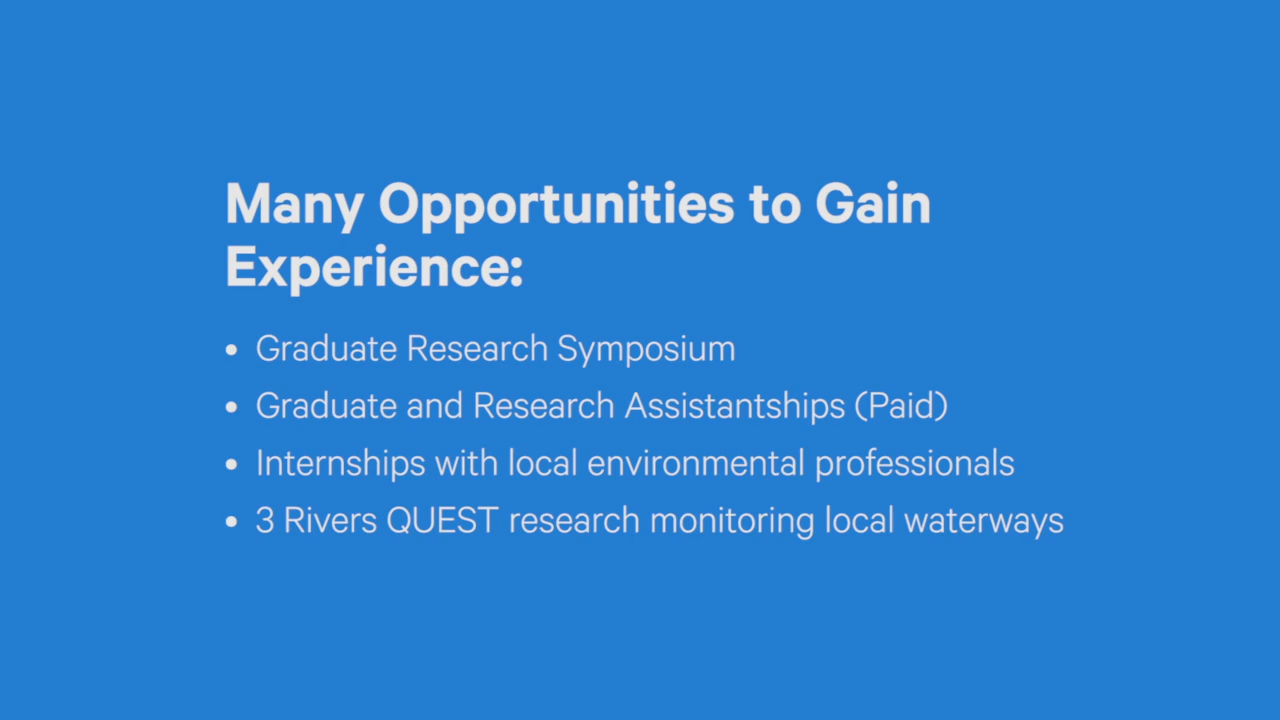 Many Opportunities to Gain
Experience:
• Graduate Research Symposium
• Graduate and Research Assistantships (Paid)
• Internships with local environmental professionals
• 3 Rivers QUEST research monitoring local waterways